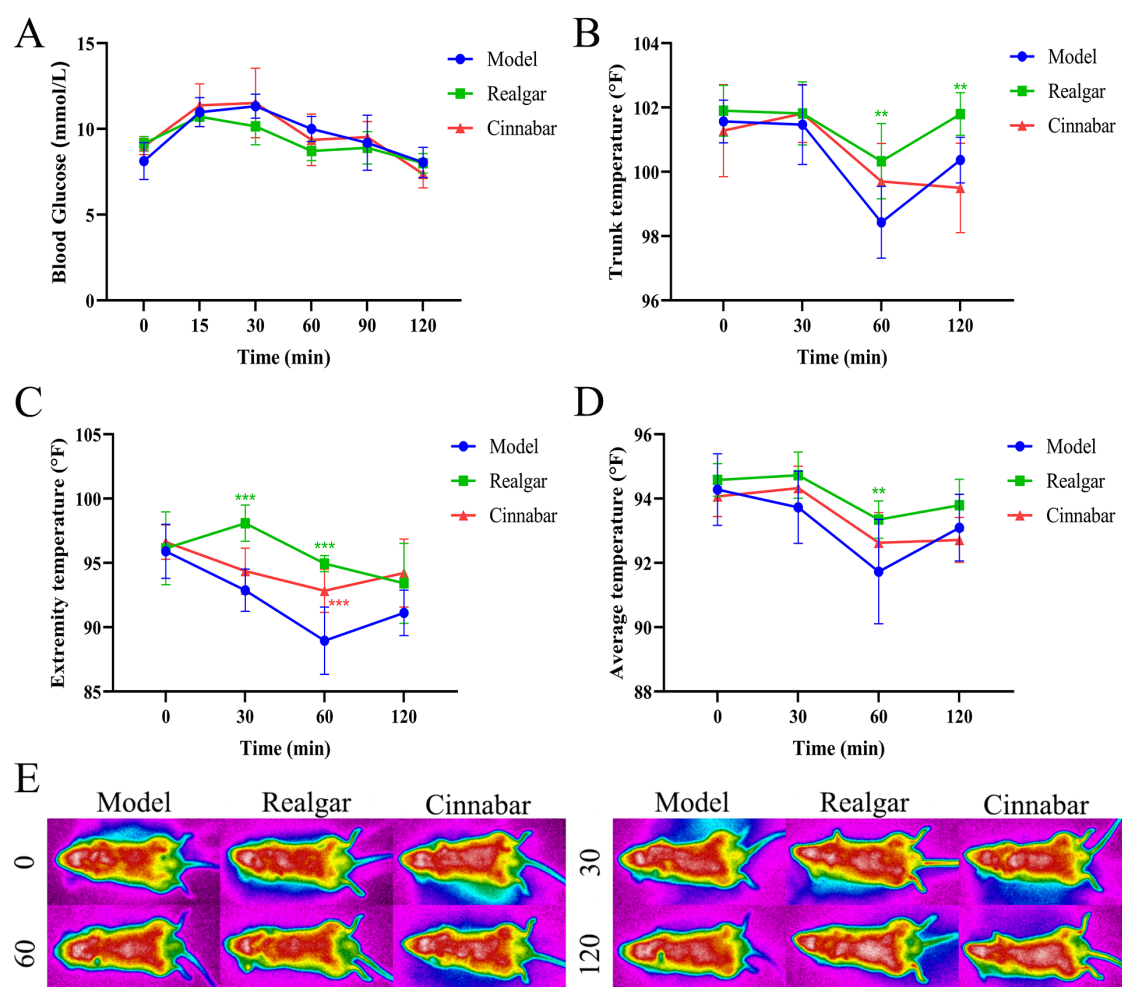 A
Blood Glucose (mmol/L)
15
10
5
0
0 15 30 60 90 120
Time (min)
Model
Realgar
Cinnabar
B
Trunk temperature (°F)
104
102
100
98
96
**
**
0 30 60 120
Time (min)
Model
Realgar
Cinnabar
C
Extremity temperature (°F)
105
100
95
90
85
***
***
***
0 30 60 120
Time (min)
Model
Realgar
Cinnabar
D
Average temperature (°F)
96
94
92
90
88
**
0 30 60 120
Time (min)
Model
Realgar
Cinnabar
E
Model Realgar Cinnabar
0
60
Model Realgar Cinnabar
30
120